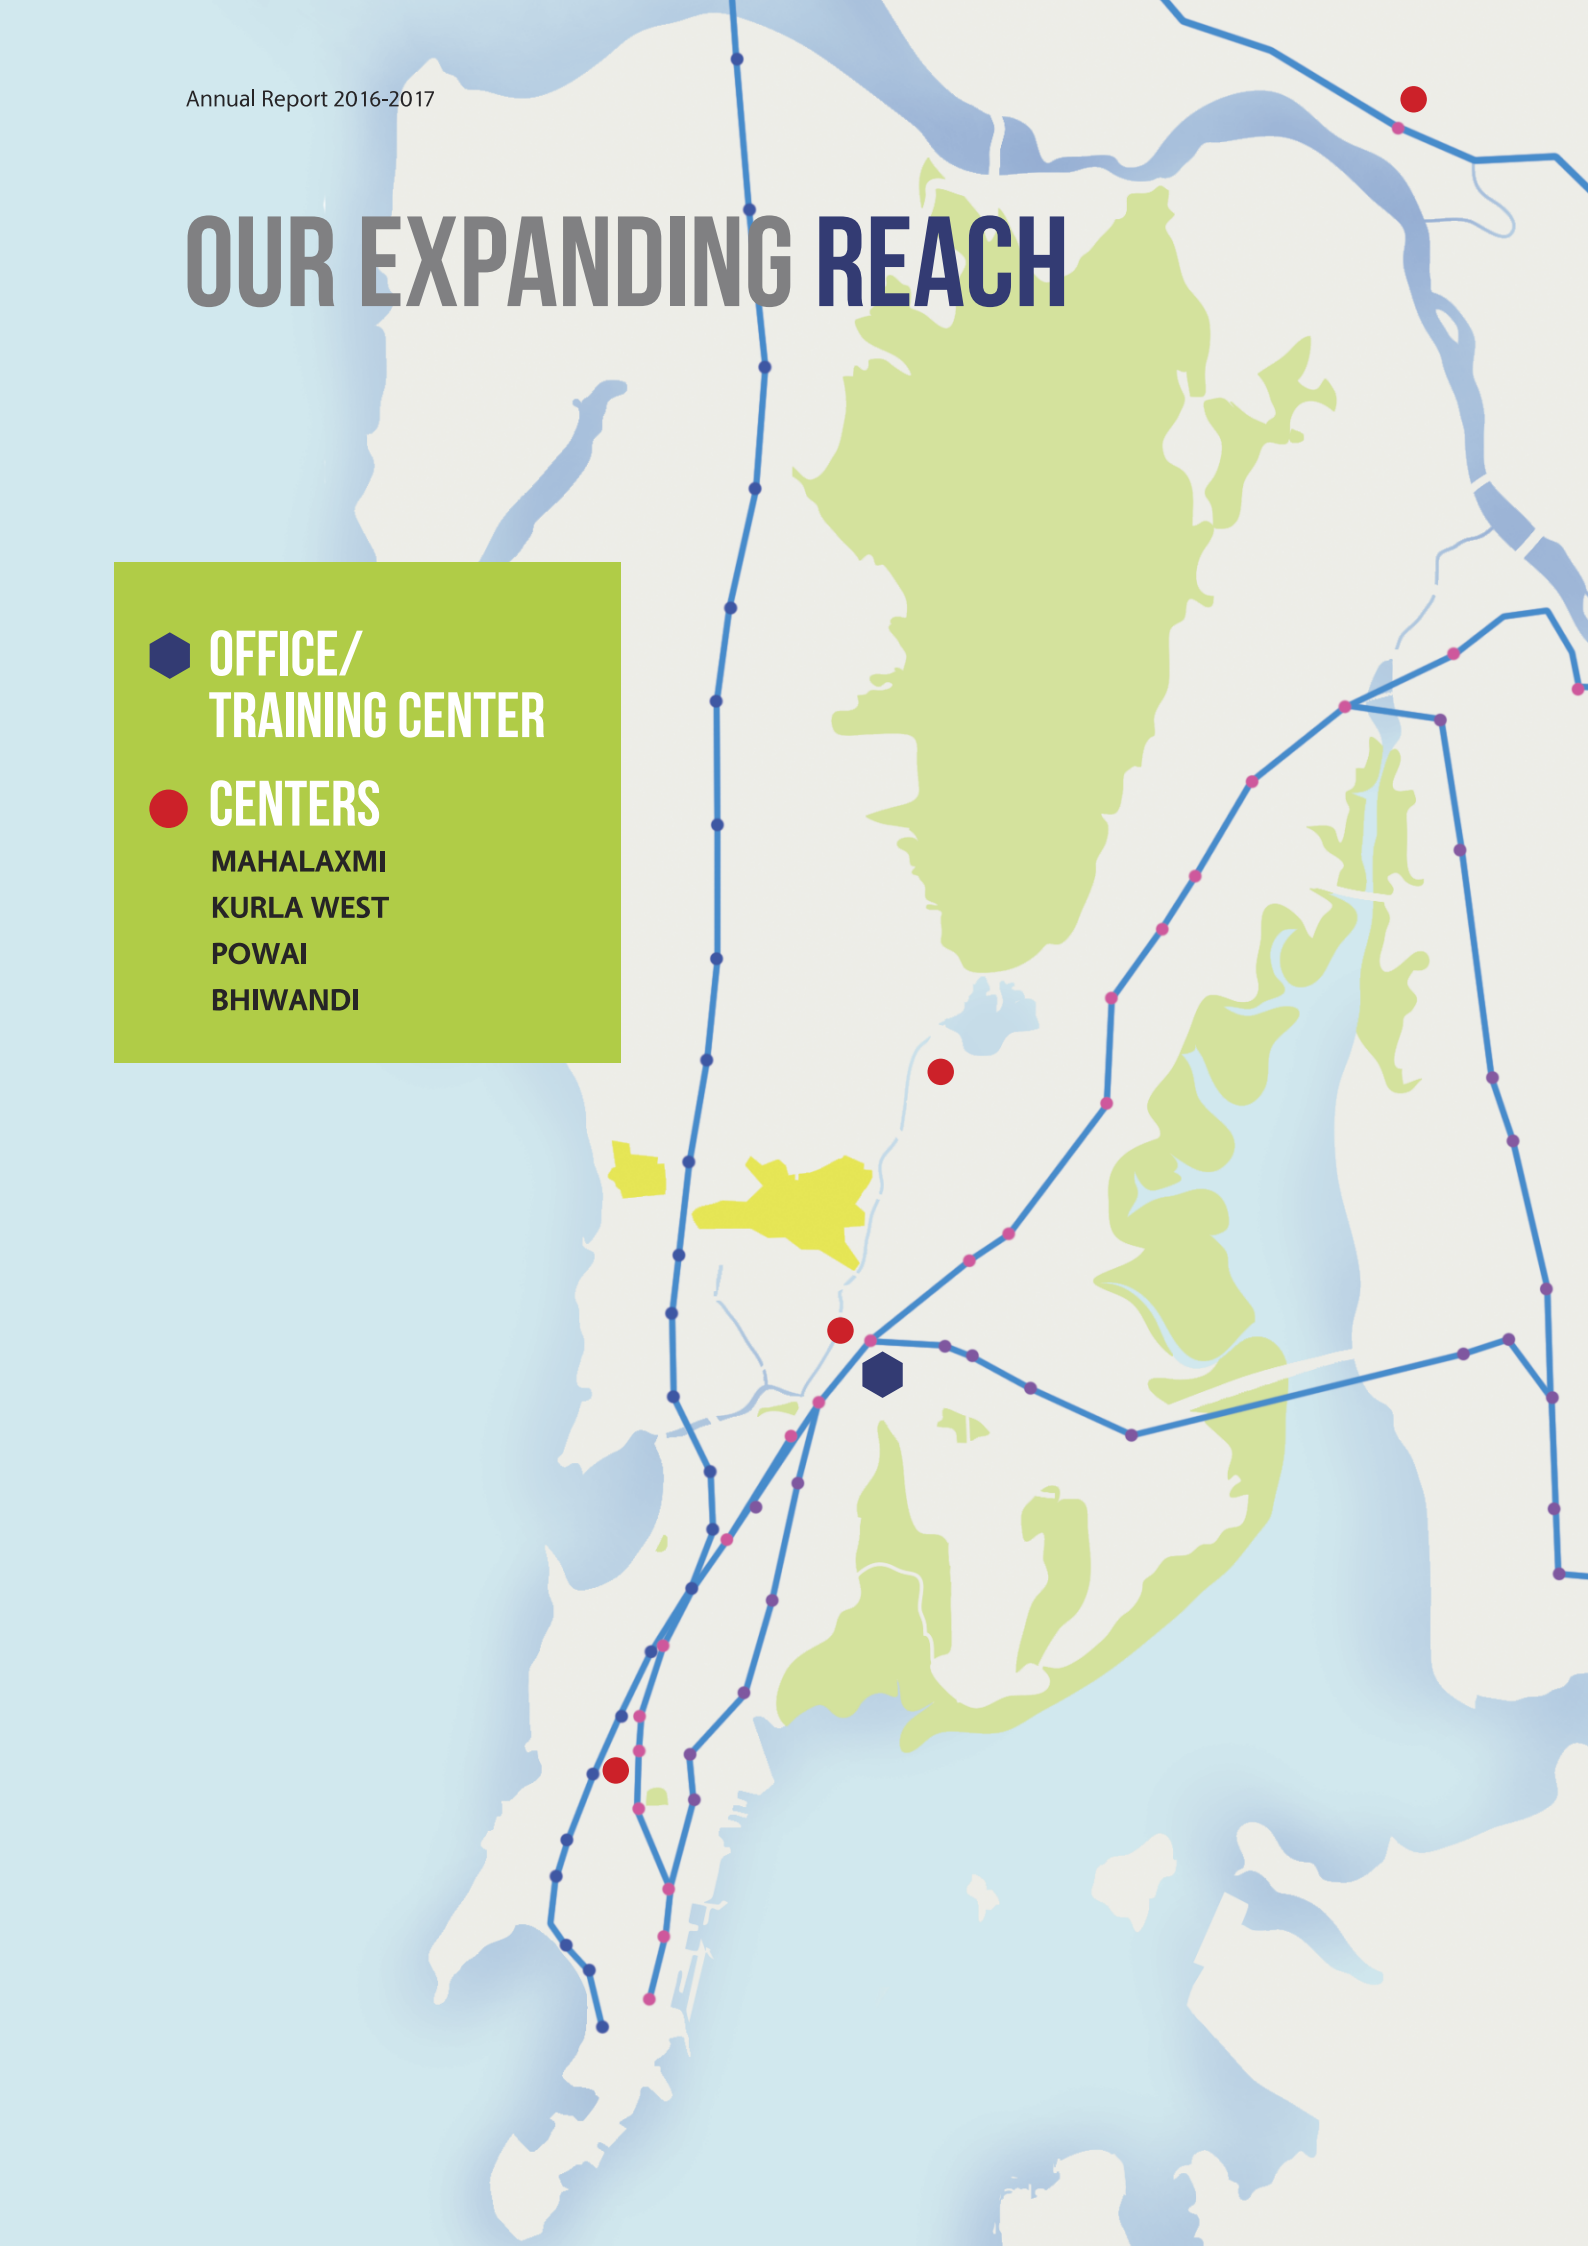 Annual Report 2016-2017
OUR EXPANDING REACH
OFFICE/
TRAINING CENTER
CENTERS
MAHALAXMI
KURLA WEST
POWAI
BHIWANDI